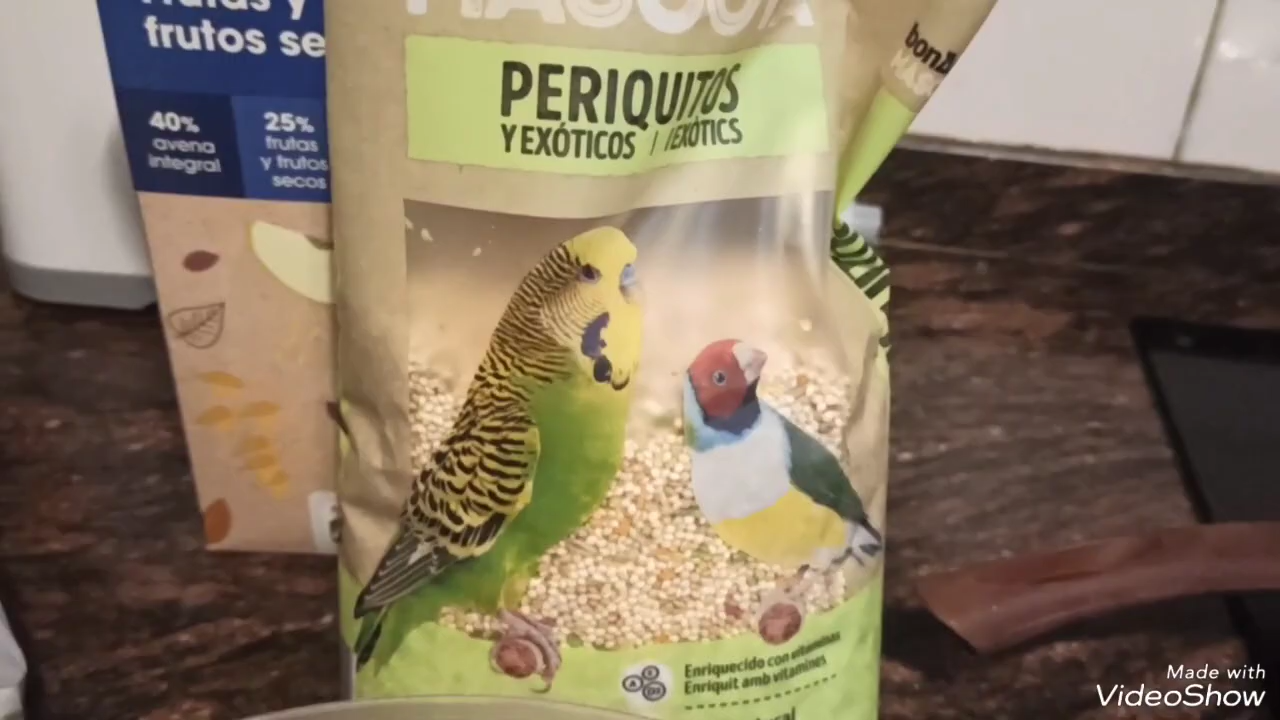 frutos se
40%
avena
integral
25%
frutas
y frutos
secos
PERIQUITOS
Y EXÓTICOS / I EXÒTICS
Enriquecido con vitaminas
Enriquit amb vitamines
Made with
VideoShow